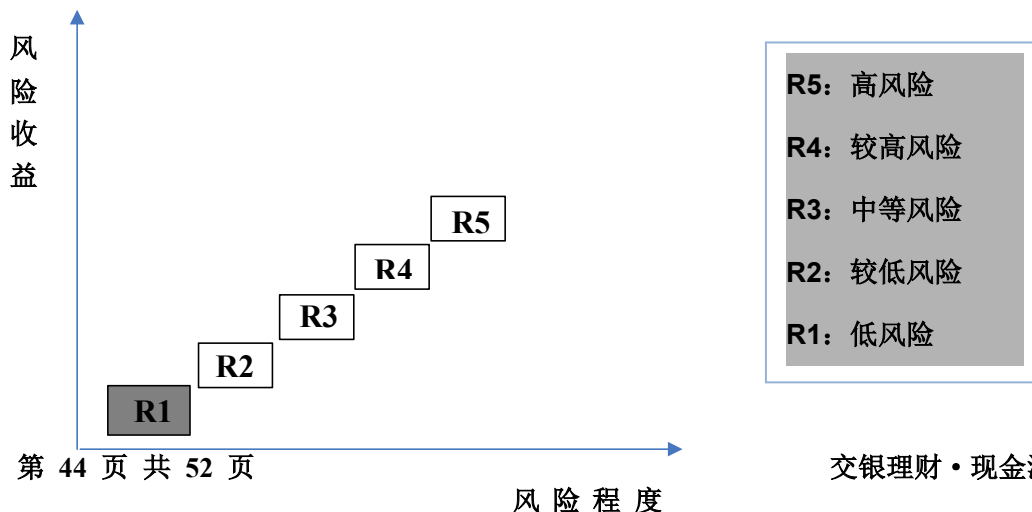 风
险
收
益
R5：高风险
R4：较高风险
R3：中等风险
R2：较低风险
R1：低风险
R5
R4
R3
R2
R1
第 44 页 共 52 页
交银理财·现金
风 险 程 度